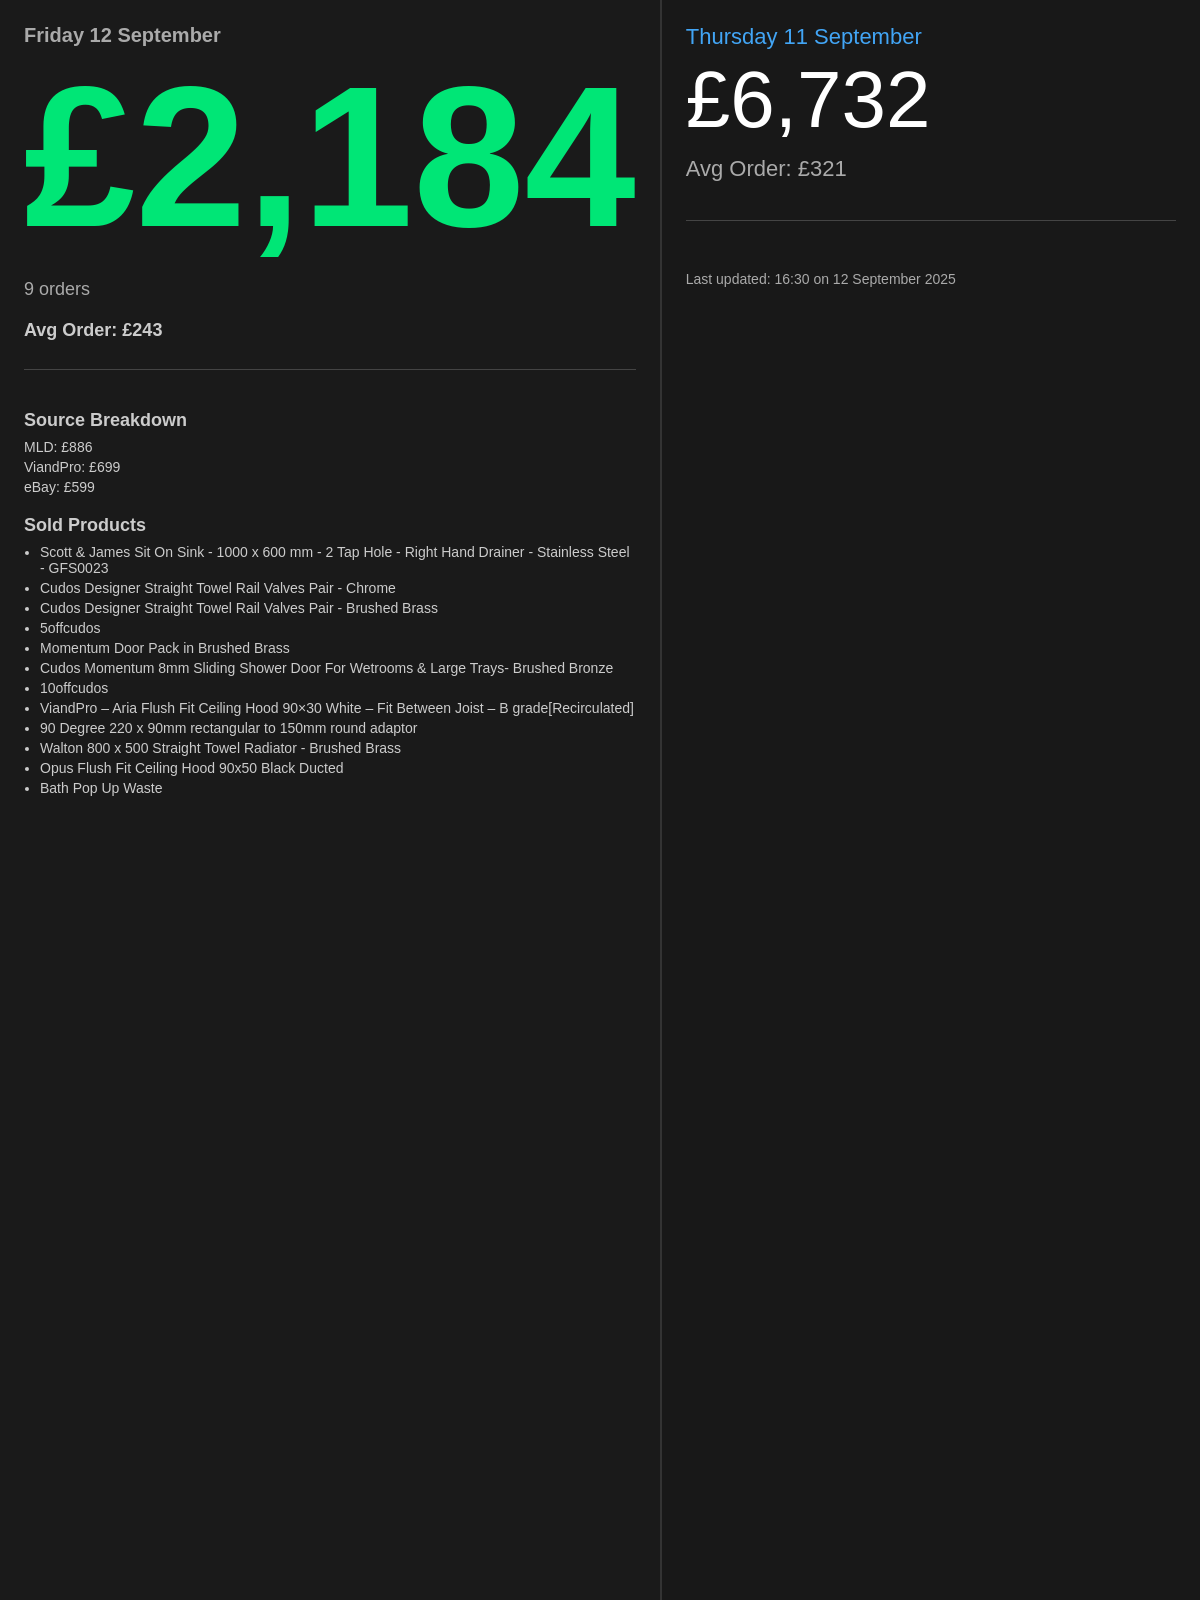 Friday 12 September
£2,184
9 orders
Avg Order: £243
Source Breakdown
MLD: £886
ViandPro: £699
eBay: £599
Sold Products
• Scott & James Sit On Sink - 1000 x 600 mm - 2 Tap Hole - Right Hand Drainer - Stainless Steel
- GFS0023
• Cudos Designer Straight Towel Rail Valves Pair - Chrome
• Cudos Designer Straight Towel Rail Valves Pair - Brushed Brass
• 5offcudos
• Momentum Door Pack in Brushed Brass
• Cudos Momentum 8mm Sliding Shower Door For Wetrooms & Large Trays- Brushed Bronze
• 10offcudos
• ViandPro – Aria Flush Fit Ceiling Hood 90×30 White – Fit Between Joist – B grade[Recirculated]
• 90 Degree 220 x 90mm rectangular to 150mm round adaptor
• Walton 800 x 500 Straight Towel Radiator - Brushed Brass
• Opus Flush Fit Ceiling Hood 90x50 Black Ducted
• Bath Pop Up Waste
Thursday 11 September
£6,732
Avg Order: £321
Last updated: 16:30 on 12 September 2025